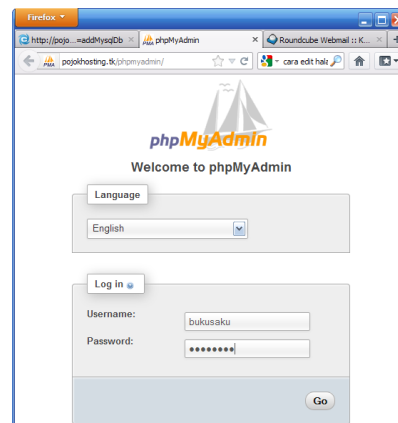 Firefox
http://pojo...=addMysqlDb
phpMyAdmin
Roundcube Webmail :: K...
pojokhosting.tk/phpmyadmin/
cara edit hala
phpMyAdmin
Welcome to phpMyAdmin
Language
English
Log in
Username:
bukusaku
Password:
Go